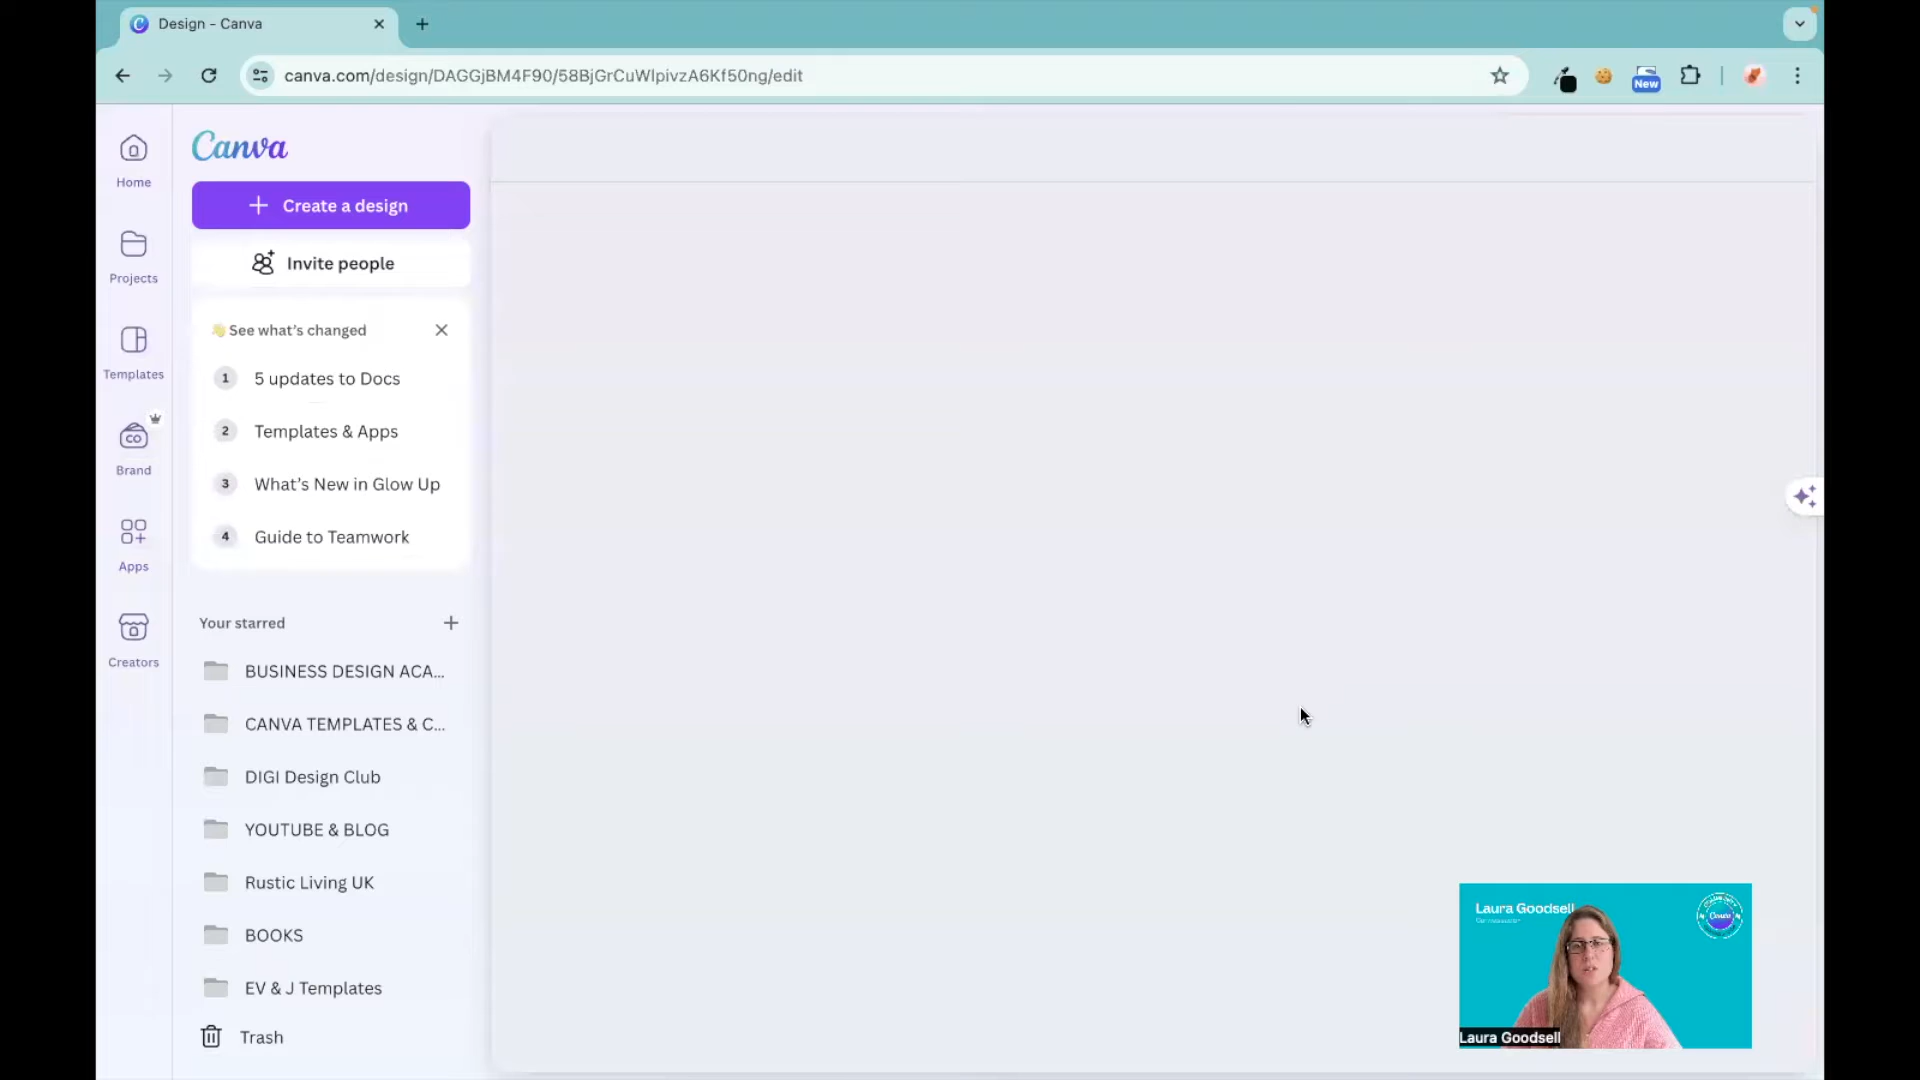 Design - Canva
canva.com/design/DAGGjBM4F90/58BjGrCuWlpivzA6Kf50ng/edit
New
Canva
Home
Create a design
Invite people
Projects
👋 See what's changed
1 5 updates to Docs
Templates
2 Templates & Apps
CO
Brand
3 What's New in Glow Up
4 Guide to Teamwork
Apps
Your starred
Creators
BUSINESS DESIGN ACA...
CANVA TEMPLATES & C...
DIGI Design Club
YOUTUBE & BLOG
Rustic Living UK
BOOKS
EV & J Templates
Trash
Laura Goodsell
Canva
Laura Goodsell